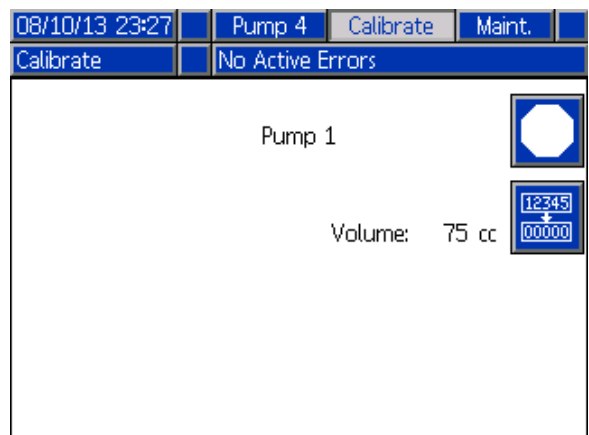 08/10/13 23:27 Pump 4 Calibrate Maint.
Calibrate No Active Errors
Pump 1
12345
Volume: 75 cc 00000